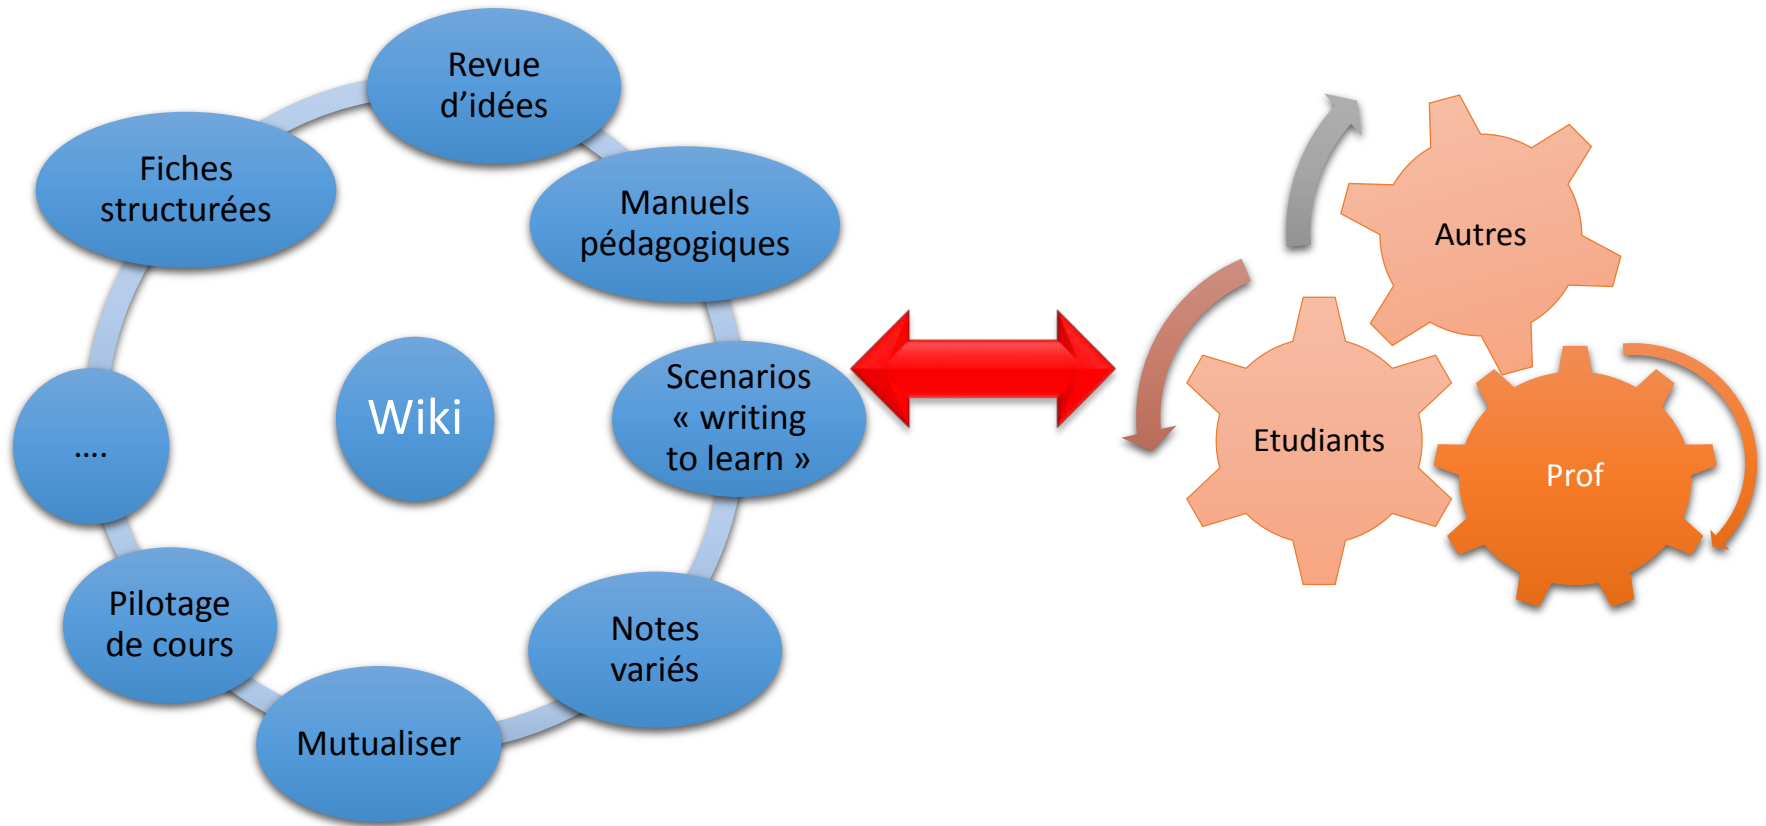 Revue
d’idées
Fiches
structurées
Manuels
pédagogiques
Scenarios
« writing
to learn »
Wiki
....
Pilotage
de cours
Notes
variés
Mutualiser
Autres
Etudiants
Prof